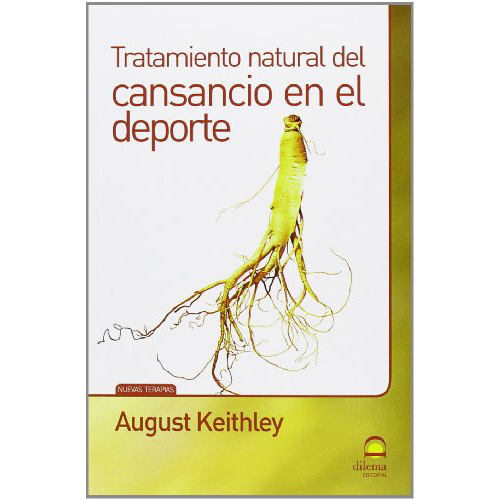 Tratamiento natural del
cansancio en el
deporte
NUEVAS TERAPIAS
August Keithley
dilema
EDITORIAL